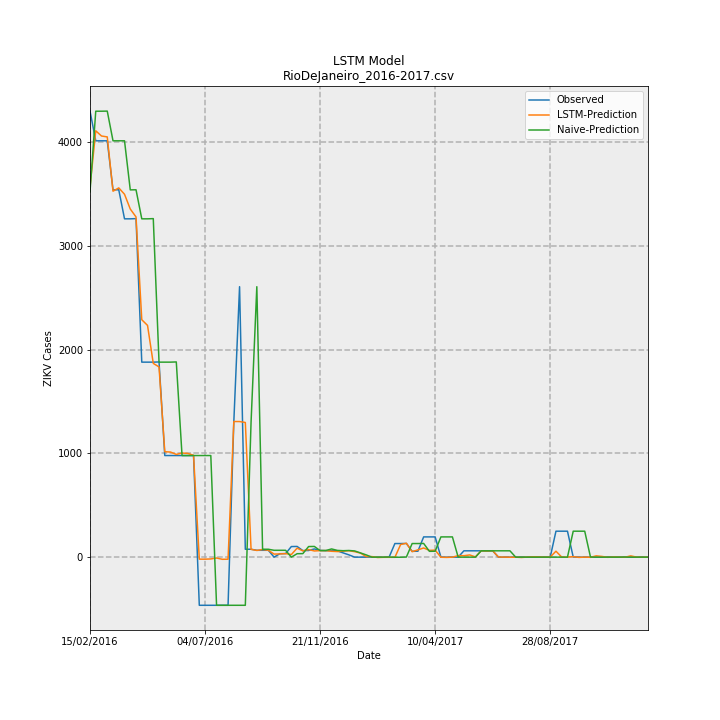 LSTM Model
RioDeJaneiro_2016-2017.csv
Observed
LSTM-Prediction
Naive-Prediction
4000
3000
2000
1000
0
ZIKV Cases
15/02/2016
04/07/2016
21/11/2016
10/04/2017
28/08/2017
Date